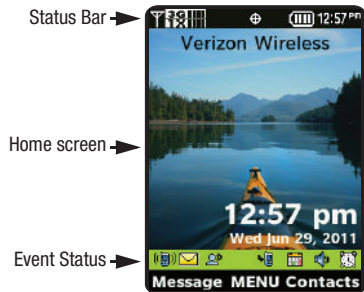 Status Bar
3G 12:57 PM
Verizon Wireless
Home screen
12:57 pm
Wed Jun 29, 2011
Event Status
Message MENU Contacts